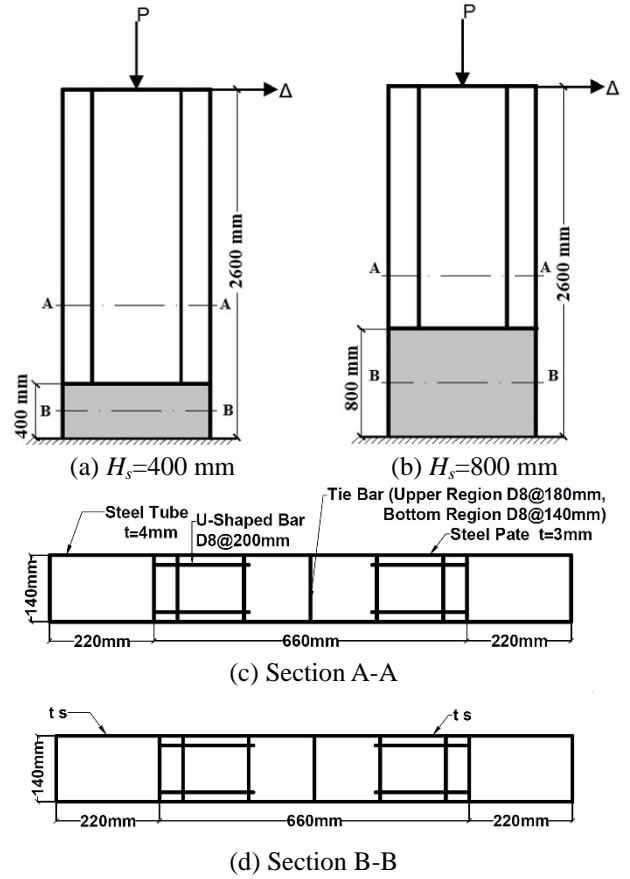 P
Δ
2600 mm
A
A
400 mm
B
B
(a) Hs=400 mm
P
Δ
2600 mm
A
A
800 mm
B
B
(b) Hs=800 mm
Steel Tube
t=4mm
U-Shaped Bar
D8@200mm
Tie Bar (Upper Region D8@180mm,
Bottom Region D8@140mm)
Steel Pate t=3mm
140mm
220mm
660mm
220mm
(c) Section A-A
t s
t s
140mm
220mm
660mm
220mm
(d) Section B-B